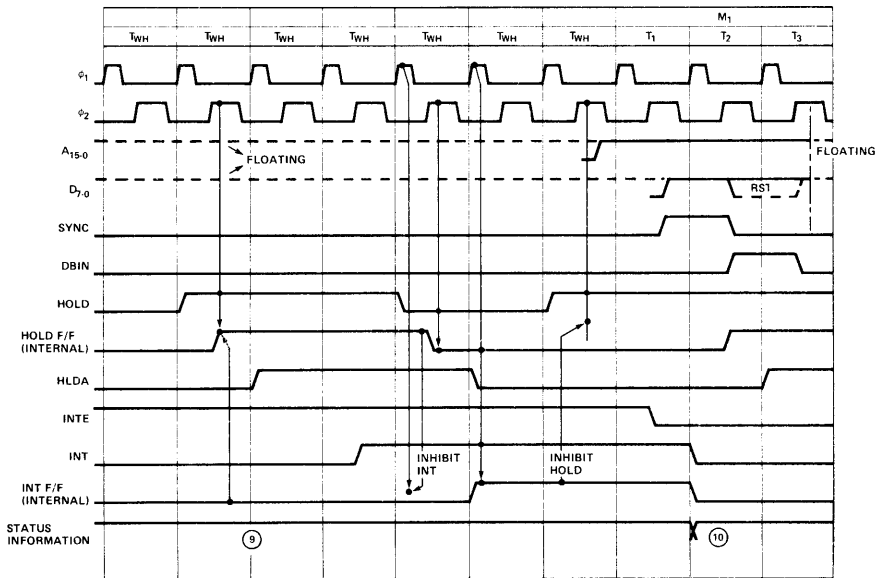 M1
TWH TWH TWH TWH TWH TWH TWH T1 T2 T3
φ1
φ2
A15-0
FLOATING
FLOATING
D7-0
RST
SYNC
DBIN
HOLD
HOLD F/F
(INTERNAL)
HLDA
INTE
INT
INHIBIT
INT
INHIBIT
HOLD
INT F/F
(INTERNAL)
STATUS
INFORMATION
9
10